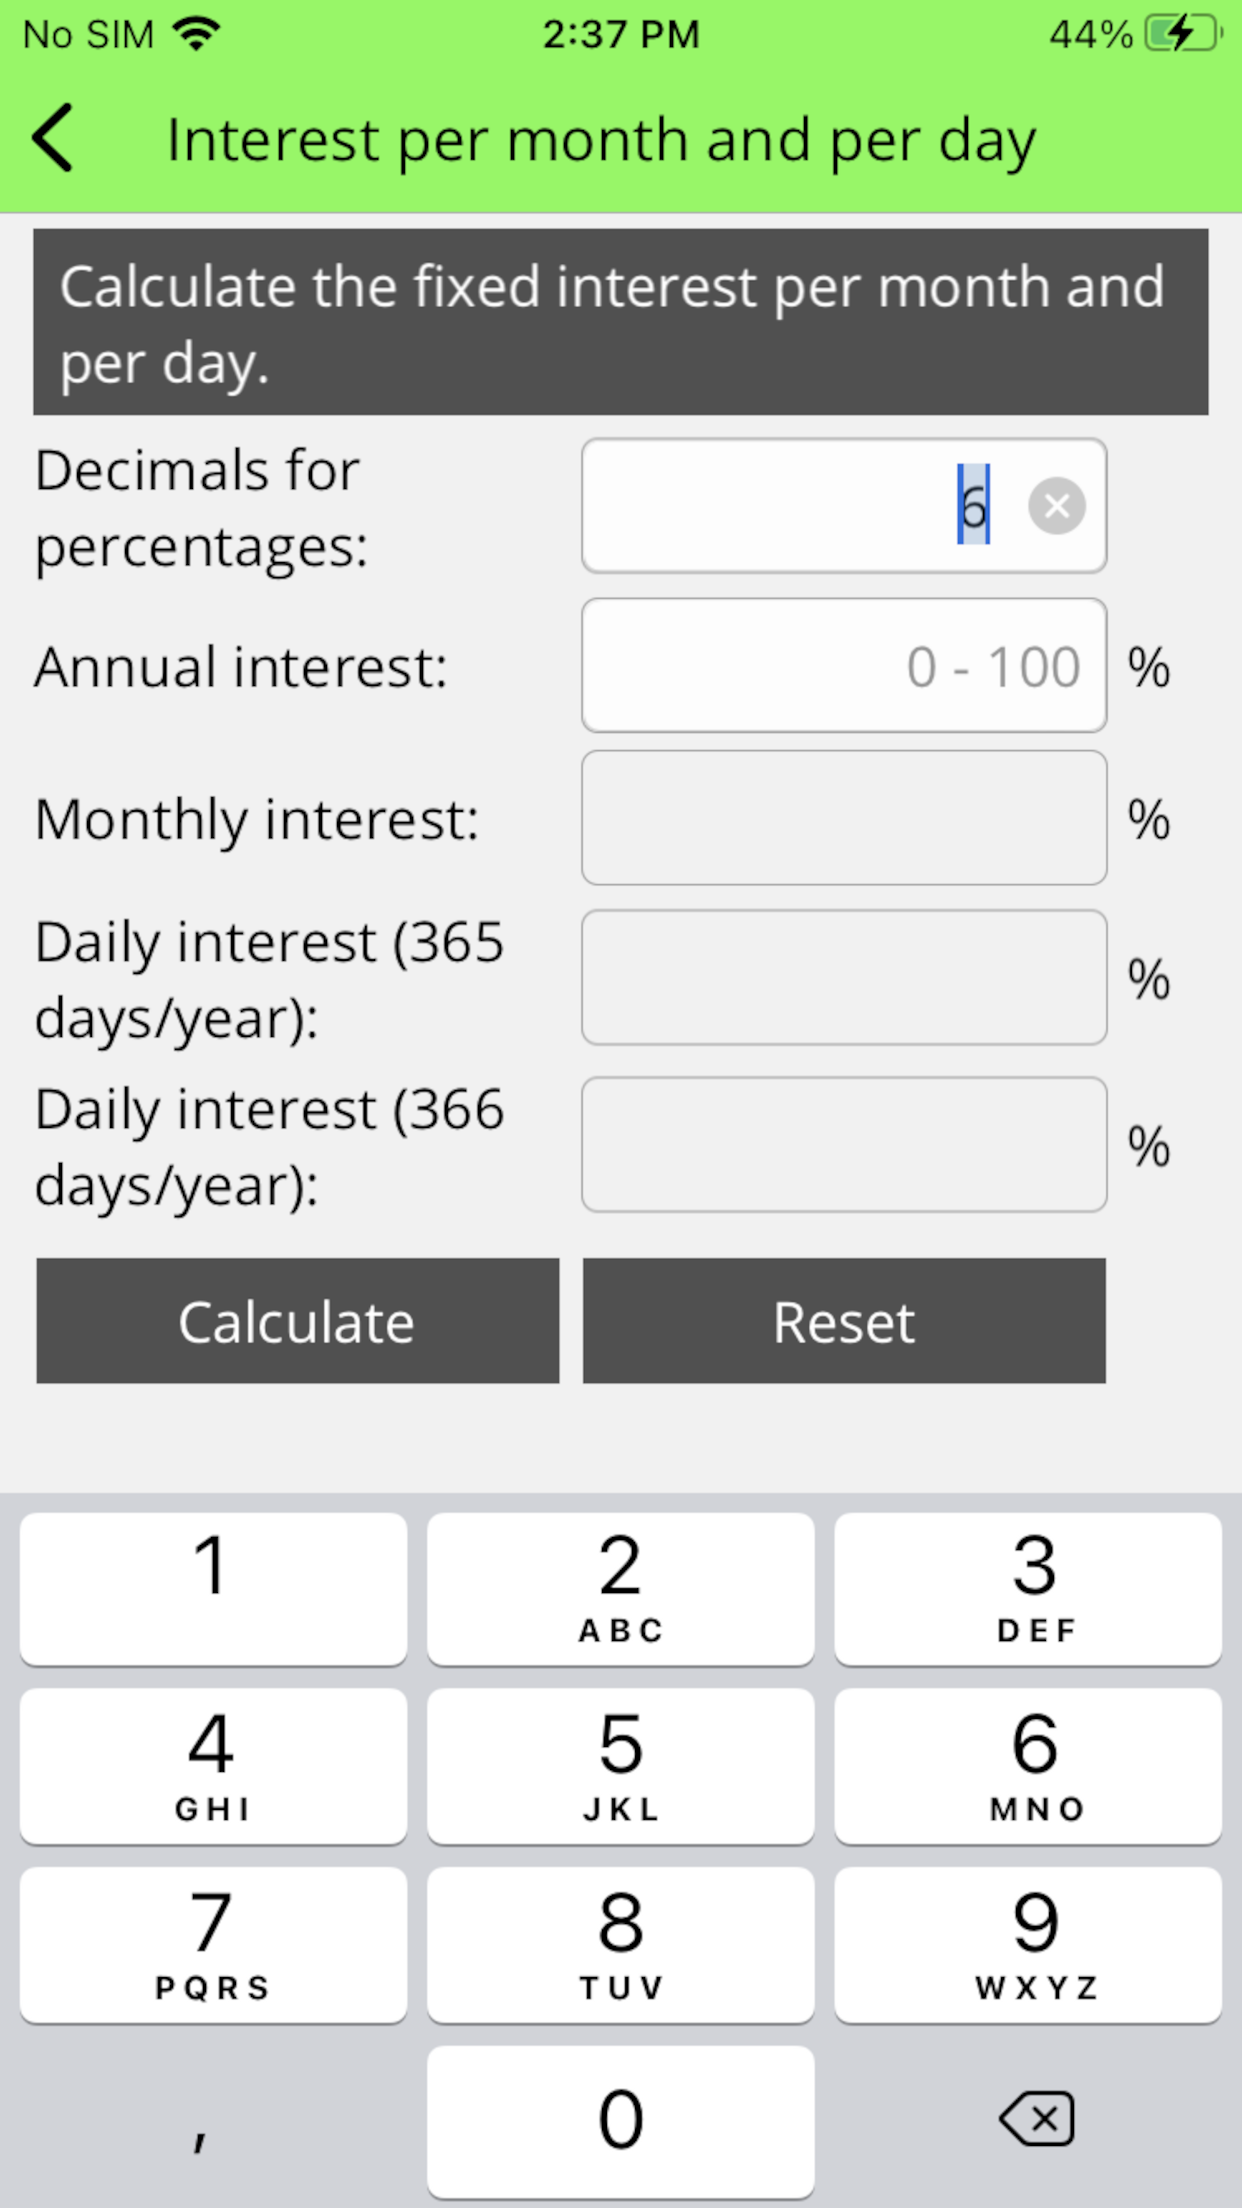 No SIM 2:37 PM 44%
Interest per month and per day
Calculate the fixed interest per month and
per day.
Decimals for
percentages:
6
Annual interest:
0 - 100 %
Monthly interest:
%
Daily interest (365
days/year):
%
Daily interest (366
days/year):
%
Calculate Reset
1 2 3
ABC DEF
4 5 6
GHI JKL MNO
7 8 9
PQRS TUV WXYZ
, 0